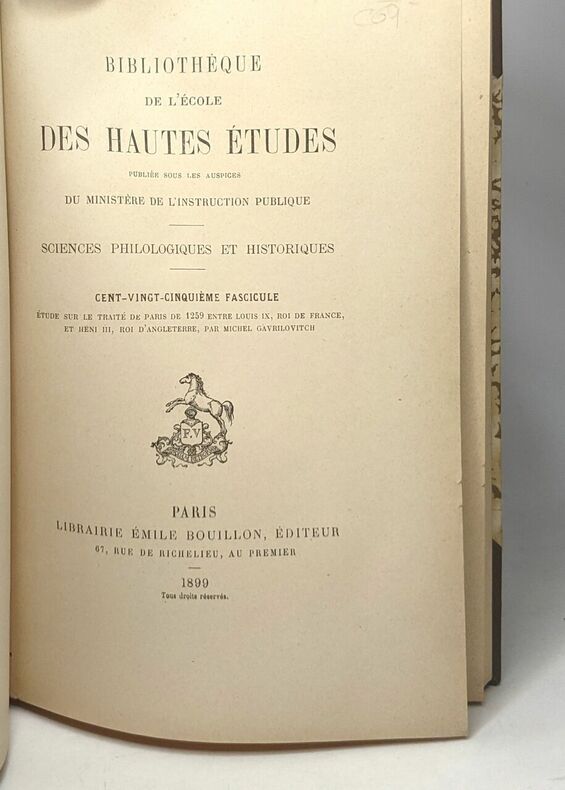 C69-
BIBLIOTHÈQUE
DE L'ÉCOLE
DES HAUTES ÉTUDES
PUBLIÉE SOUS LES AUSPICES
DU MINISTÈRE DE L'INSTRUCTION PUBLIQUE
SCIENCES PHILOLOGIQUES ET HISTORIQUES
CENT-VINGT-CINQUIÈME FASCICULE
ÉTUDE SUR LE TRAITÉ DE PARIS DE 1259 ENTRE LOUIS IX, ROI DE FRANCE,
ET HENI III, ROI D'ANGLETERRE, PAR MICHEL GAVRILOVITCH
F.V
PARIS
LIBRAIRIE ÉMILE BOUILLON, ÉDITEUR
67, RUE DE RICHELIEU, AU PREMIER
1899
Tous droits réservés.